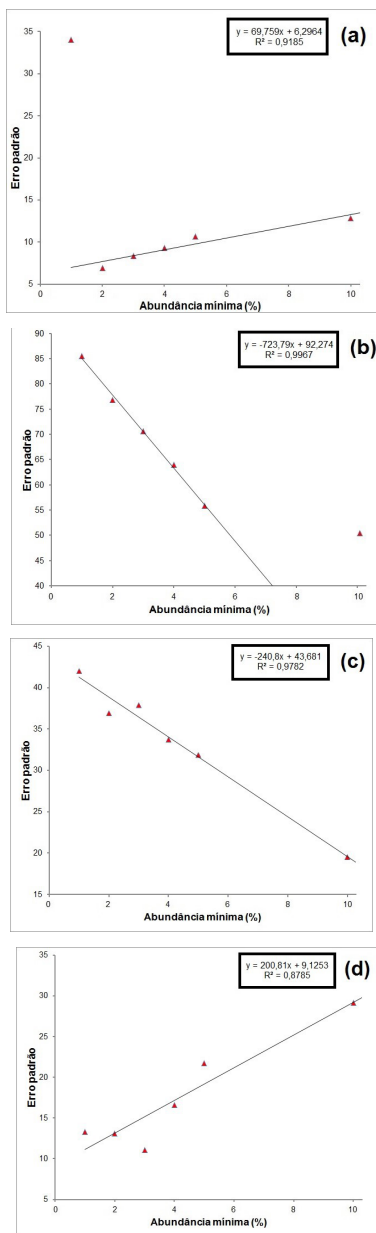 y = 69,759x + 6,2964
R² = 0,9185
(a)
35
30
25
20
15
10
5
0 2 4 6 8 10
Erro padrão
Abundância mínima (%)
y = -723,79x + 92,274
R² = 0,9967
(b)
90
85
80
75
70
65
60
55
50
45
40
0 2 4 6 8 10
Erro padrão
Abundância mínima (%)
y = -240,8x + 43,681
R² = 0,9782
(c)
45
40
35
30
25
20
15
0 2 4 6 8 10
Erro padrão
Abundância mínima (%)
y = 200,81x + 9,1253
R² = 0,8785
(d)
35
30
25
20
15
10
5
0 2 4 6 8 10
Erro padrão
Abundância mínima (%)